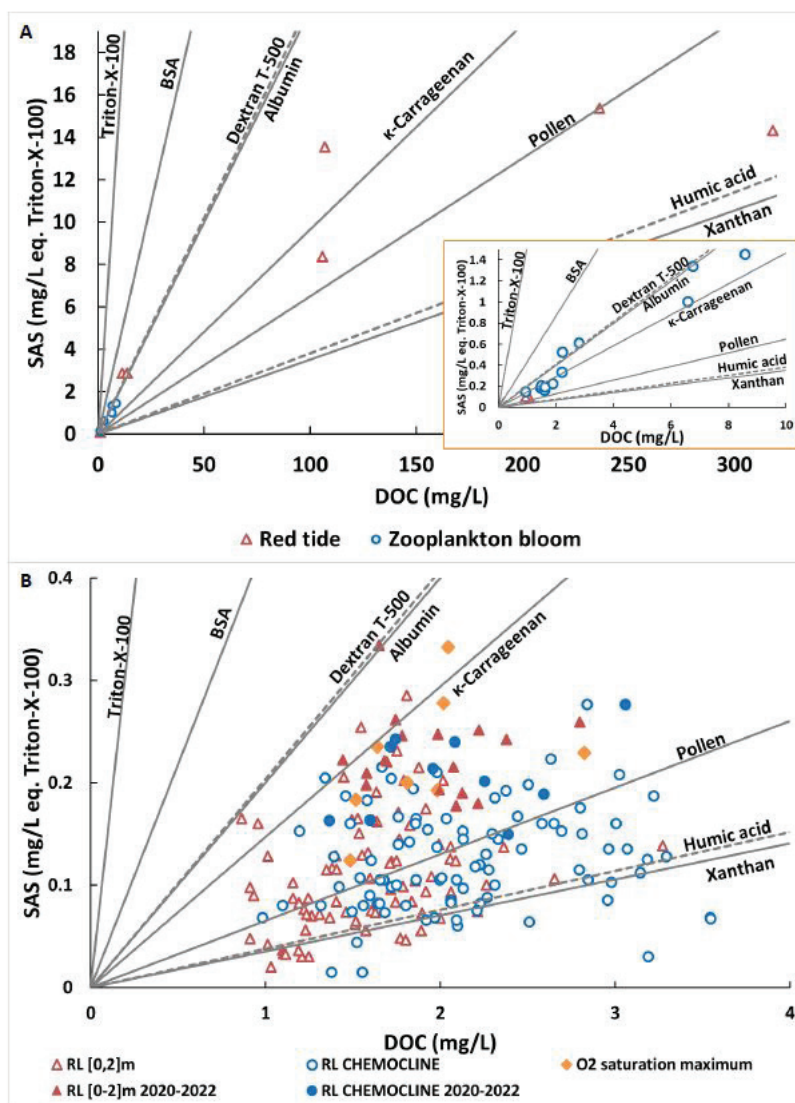 A
SAS (mg/L eq. Triton-X-100)
18
16
14
12
10
8
6
4
2
0
Triton-X-100
BSA
Dextran T-500
Albumin
κ-Carrageenan
Pollen
Humic acid
Xanthan
SAS (mg/L eq. Triton-X-100)
1.4
1.2
1
0.8
0.6
0.4
0.2
0
Triton-X-100
BSA
Dextran T-500
Albumin
κ-Carrageenan
Pollen
Humic acid
Xanthan
0 2 4 6 8 10
DOC (mg/L)
0 50 100 150 200 250 300
DOC (mg/L)
Red tide Zooplankton bloom
B
SAS (mg/L eq. Triton-X-100)
0.4
0.3
0.2
0.1
0
Triton-X-100
BSA
Dextran T-500
Albumin
κ-Carrageenan
Pollen
Humic acid
Xanthan
0 1 2 3 4
DOC (mg/L)
RL [0,2]m RL CHEMOCLINE O2 saturation maximum
RL [0-2]m 2020-2022 RL CHEMOCLINE 2020-2022